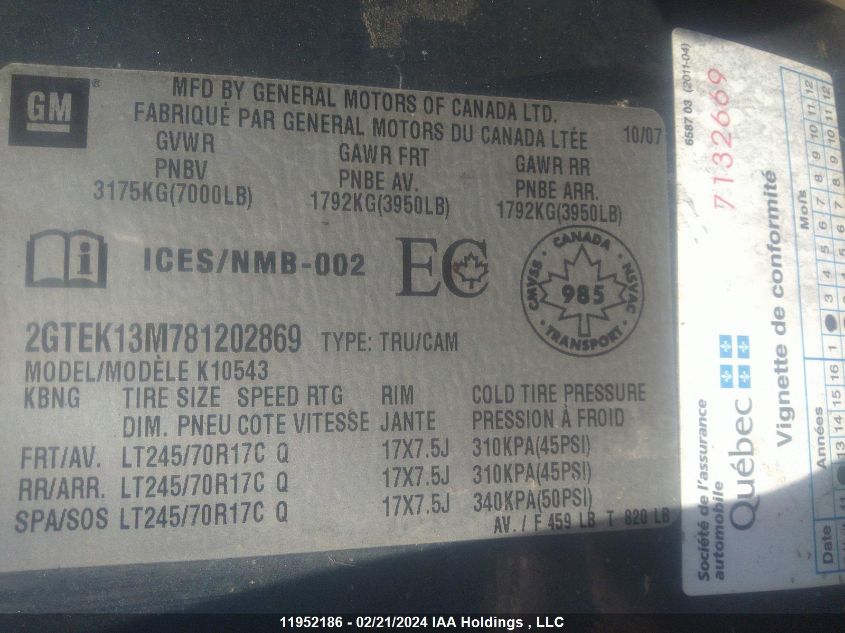 GM ®
MFD BY GENERAL MOTORS OF CANADA LTD.
FABRIQUÉ PAR GENERAL MOTORS DU CANADA LTÉE 10/07
GVWR GAWR FRT GAWR RR
PNBV PNBE AV. PNBE ARR.
3175KG(7000LB) 1792KG(3950LB) 1792KG(3950LB)
i ICES/NMB-002 EC
CANADA
CMVSS 985 NSVAC
TRANSPORT
2GTEK13M781202869 TYPE: TRU/CAM
MODEL/MODÈLE K10543
KBNG TIRE SIZE SPEED RTG RIM COLD TIRE PRESSURE
DIM. PNEU COTE VITESSE JANTE PRESSION À FROID
FRT/AV. LT245/70R17C Q 17X7.5J 310KPA(45PSI)
RR/ARR. LT245/70R17C Q 17X7.5J 310KPA(45PSI)
SPA/SOS LT245/70R17C Q 17X7.5J 340KPA(50PSI)
AV. / F 459 LB T 820 LB
6587 03 (2011-04)
7132669
Société de l'assurance
automobile
Québec
Vignette de conformité
Mois
1 3 4 5 6 7 8 9 10 11 12
Années
13 14 15 16
Date
11952186 - 02/21/2024 IAA Holdings , LLC